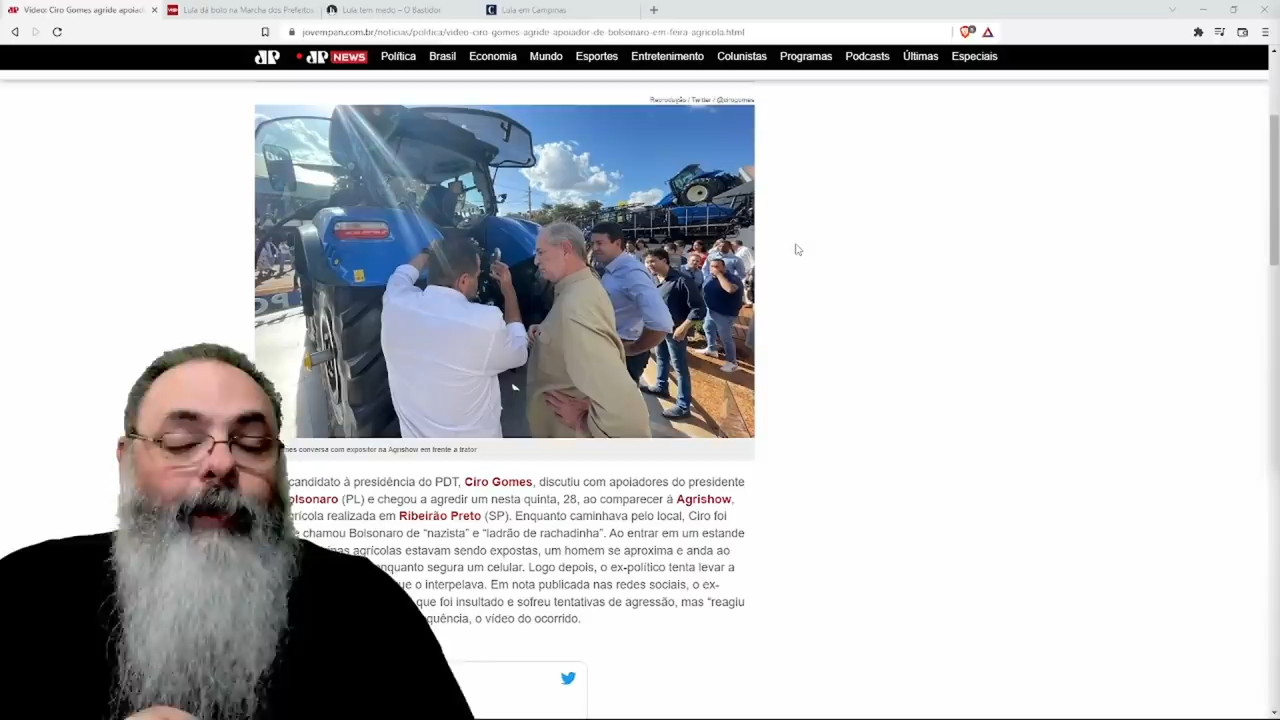 Vídeo: Ciro Gomes agride apoiad
Lula dá bolo na Marcha dos Prefeitos
Lula tem medo – O Bastidor
Lula em Campinas
jovempan.com.br/noticias/politica/video-ciro-gomes-agride-apoiador-de-bolsonaro-em-feira-agricola.html
JP
JP NEWS
Política
Brasil
Economia
Mundo
Esportes
Entretenimento
Colunistas
Programas
Podcasts
Últimas
Especiais
Reprodução / Twitter / @cirogomes
mes conversa com expositor na Agrishow em frente a trator
candidato à presidência do PDT, Ciro Gomes, discutiu com apoiadores do presidente
olsonaro (PL) e chegou a agredir um nesta quinta, 28, ao comparecer à Agrishow,
grícola realizada em Ribeirão Preto (SP). Enquanto caminhava pelo local, Ciro foi
e chamou Bolsonaro de “nazista” e “ladrão de rachadinha”. Ao entrar em um estande
inas agrícolas estavam sendo expostas, um homem se aproxima e anda ao
enquanto segura um celular. Logo depois, o ex-político tenta levar a
ue o interpelava. Em nota publicada nas redes sociais, o ex-
que foi insultado e sofreu tentativas de agressão, mas “reagiu
quência, o vídeo do ocorrido.